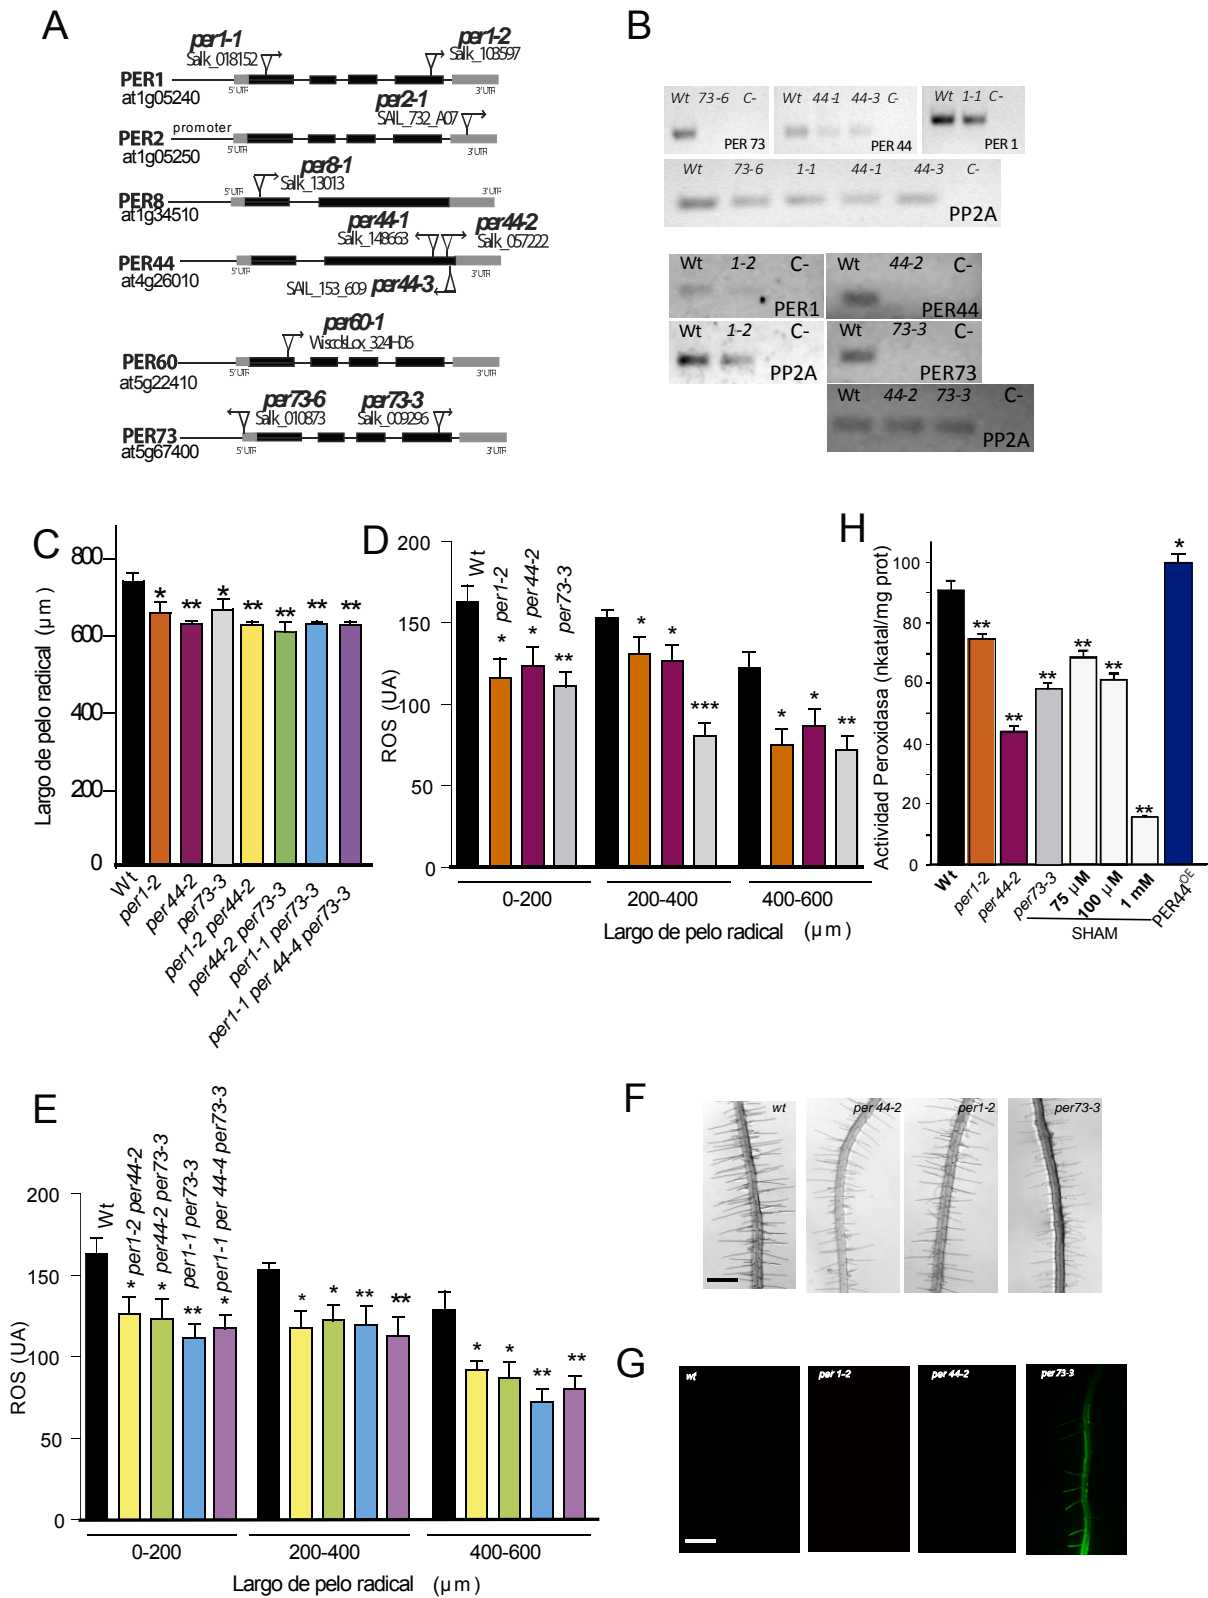 A
per1-1
Salk_018152
per1-2
Salk_103597
PER1
at1g05240
5' UTR
3' UTR
per2-1
SAIL_732_A07
promoter
PER2
at1g05250
5' UTR
3' UTR
per8-1
Salk_13013
PER8
at1g34510
5' UTR
3' UTR
per44-1
Salk_148663
per44-2
Salk_057222
PER44
at4g26010
5' UTR
3' UTR
SAIL_153_609 per44-3
per60-1
WiscdsLox_324H06
PER60
at5g22410
5' UTR
3' UTR
per73-6
Salk_010873
per73-3
Salk_009296
PER73
at5g67400
5' UTR
3' UTR
B
Wt 73-6 C-
PER 73
Wt 44-1 44-3 C-
PER 44
Wt 1-1 C-
PER 1
Wt 73-6 1-1 44-1 44-3 C-
PP2A
Wt 1-2 C-
PER1
Wt 44-2 C-
PER44
Wt 1-2 C-
PP2A
Wt 73-3 C-
PER73
Wt 44-2 73-3 C-
PP2A
C
Largo de pelo radical (µm)
800
600
400
200
0
* ** * ** ** ** **
Wt
per1-2
per44-2
per73-3
per1-2 per44-2
per44-2 per73-3
per1-1 per73-3
per1-1 per 44-4 per73-3
D
ROS (UA)
200
150
100
50
0
Wt
per1-2
per44-2
per73-3
* * **
* * ***
* * **
0-200
200-400
400-600
Largo de pelo radical (µm)
H
Actividad Peroxidasa (nkatal/mg prot)
100
80
60
40
20
0
** ** ** ** ** ** *
Wt
per1-2
per44-2
per73-3
75 µM
100 µM
1 mM
PER44OE
SHAM
E
ROS (UA)
200
150
100
50
0
Wt
per1-2 per44-2
per44-2 per73-3
per1-1 per73-3
per1-1 per 44-4 per73-3
* * ** *
* * ** **
* * ** **
0-200
200-400
400-600
Largo de pelo radical (µm)
F
wt
per 44-2
per1-2
per73-3
G
wt
per 1-2
per 44-2
per73-3